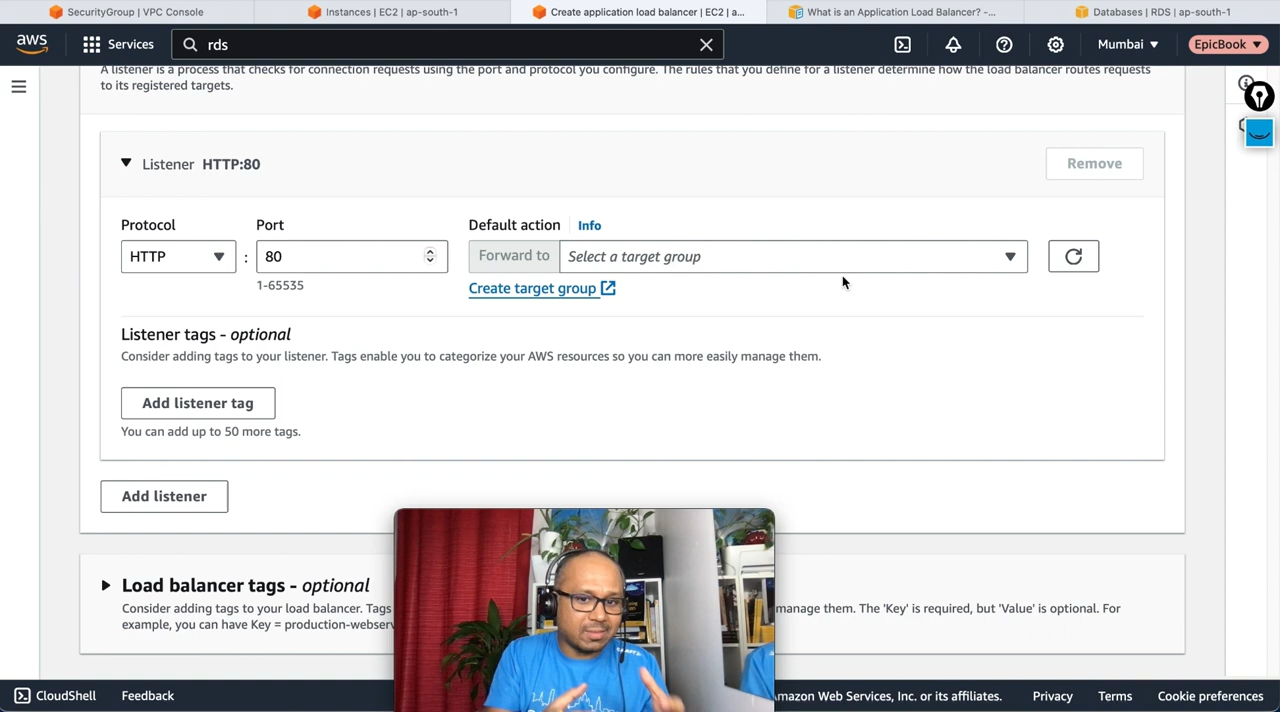 SecurityGroup | VPC Console
Instances | EC2 | ap-south-1
Create application load balancer | EC2 | a...
What is an Application Load Balancer? -...
Databases | RDS | ap-south-1
aws
Services
rds
Mumbai
EpicBook
A listener is a process that checks for connection requests using the port and protocol you configure. The rules that you define for a listener determine how the load balancer routes requests
to its registered targets.
Listener HTTP:80
Remove
Protocol
Port
Default action
Info
HTTP
:
80
Forward to
Select a target group
1-65535
Create target group
Listener tags - optional
Consider adding tags to your listener. Tags enable you to categorize your AWS resources so you can more easily manage them.
Add listener tag
You can add up to 50 more tags.
Add listener
Load balancer tags - optional
Consider adding tags to your load balancer. Tags manage them. The 'Key' is required, but 'Value' is optional. For
example, you can have Key = production-webserv
CloudShell
Feedback
mazon Web Services, Inc. or its affiliates.
Privacy
Terms
Cookie preferences